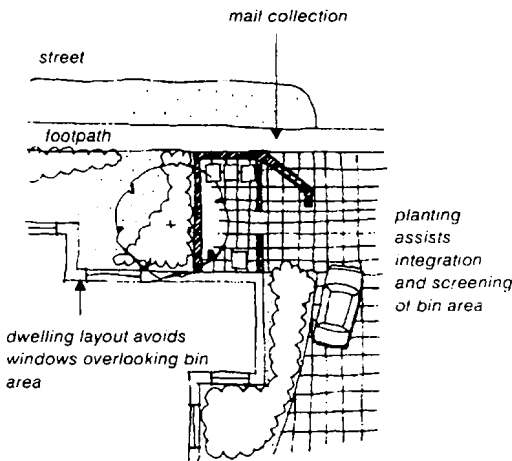 mail collection
street
footpath
planting
assists
integration
and screening
of bin area
dwelling layout avoids
windows overlooking bin
area